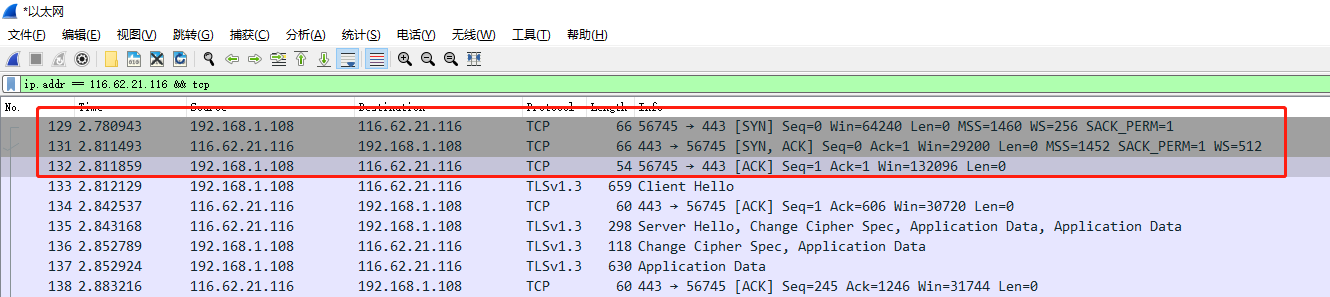 *以太网
文件(F) 编辑(E) 视图(V) 跳转(G) 捕获(C) 分析(A) 统计(S) 电话(Y) 无线(W) 工具(T) 帮助(H)
ip.addr == 116.62.21.116 && tcp
No. Time Source Destination Protocol Length Info
129 2.780943 192.168.1.108 116.62.21.116 TCP 66 56745 → 443 [SYN] Seq=0 Win=64240 Len=0 MSS=1460 WS=256 SACK_PERM=1
131 2.811493 116.62.21.116 192.168.1.108 TCP 66 443 → 56745 [SYN, ACK] Seq=0 Ack=1 Win=29200 Len=0 MSS=1452 SACK_PERM=1 WS=512
132 2.811859 192.168.1.108 116.62.21.116 TCP 54 56745 → 443 [ACK] Seq=1 Ack=1 Win=132096 Len=0
133 2.812129 192.168.1.108 116.62.21.116 TLSv1.3 659 Client Hello
134 2.842537 116.62.21.116 192.168.1.108 TCP 60 443 → 56745 [ACK] Seq=1 Ack=606 Win=30720 Len=0
135 2.843168 116.62.21.116 192.168.1.108 TLSv1.3 298 Server Hello, Change Cipher Spec, Application Data, Application Data
136 2.852789 192.168.1.108 116.62.21.116 TLSv1.3 118 Change Cipher Spec, Application Data
137 2.852924 192.168.1.108 116.62.21.116 TLSv1.3 630 Application Data
138 2.883216 116.62.21.116 192.168.1.108 TCP 60 443 → 56745 [ACK] Seq=245 Ack=1246 Win=31744 Len=0